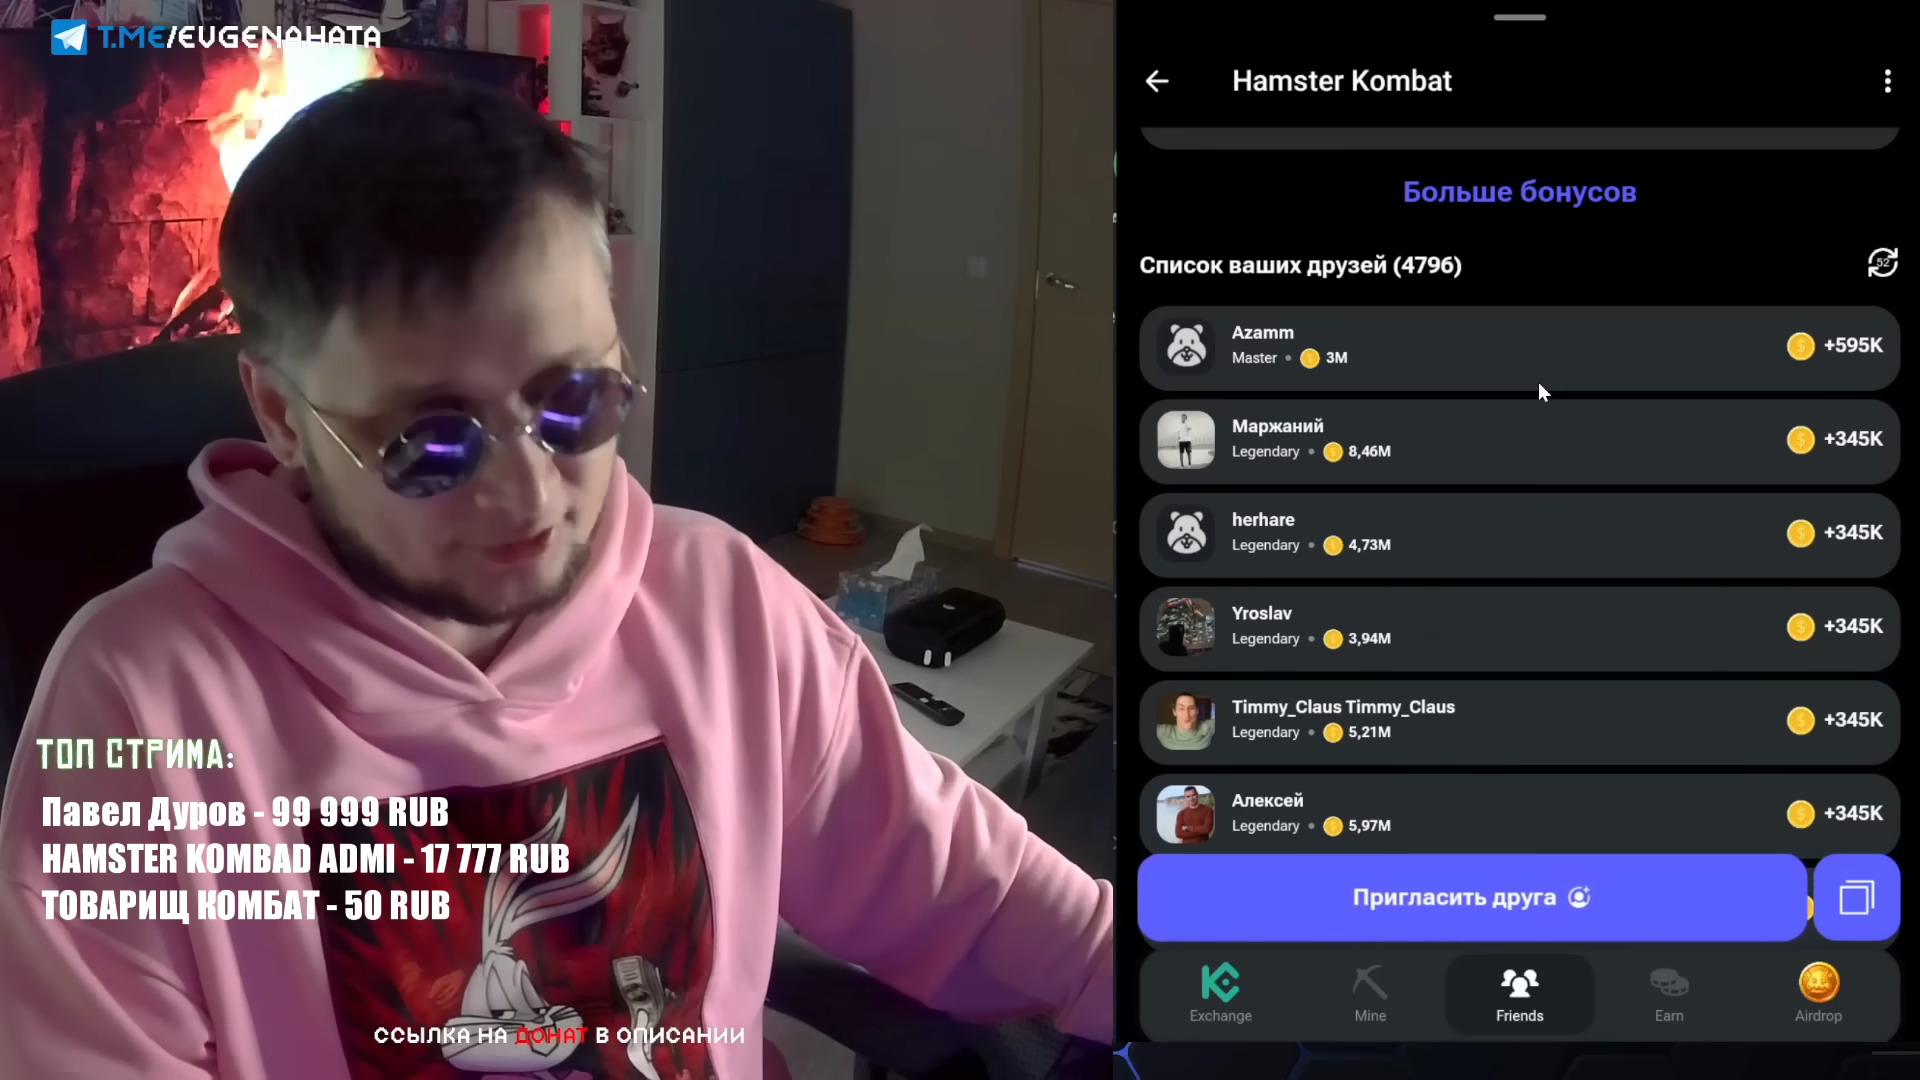 T.ME/EVGENAHATA
ТОП СТРИМА:
Павел Дуров - 99 999 RUB
HAMSTER KOMBAD ADMI - 17 777 RUB
ТОВАРИЩ КОМБАТ - 50 RUB
ССЫЛКА НА ДОНАТ В ОПИСАНИИ
Hamster Kombat
Больше бонусов
Список ваших друзей (4796)
52
Azamm
Master • 3M
+595K
Маржаний
Legendary • 8,46M
+345K
herhare
Legendary • 4,73M
+345K
Yroslav
Legendary • 3,94M
+345K
Timmy_Claus Timmy_Claus
Legendary • 5,21M
+345K
Алексей
Legendary • 5,97M
+345K
Пригласить друга
Exchange
Mine
Friends
Earn
Airdrop